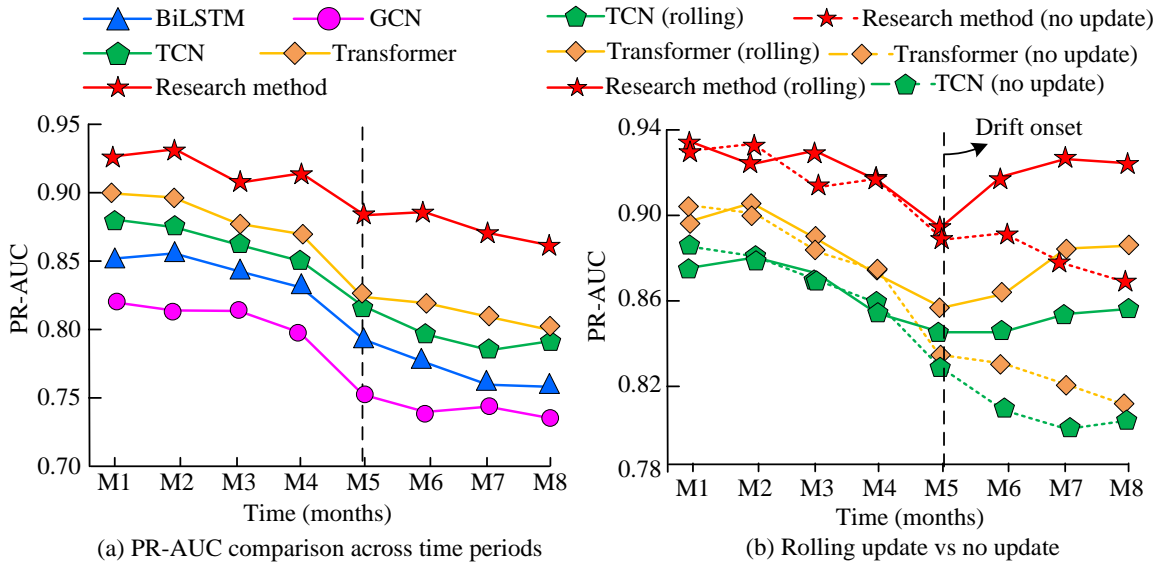 BiLSTM GCN
TCN Transformer
Research method
PR-AUC
0.95
0.90
0.85
0.80
0.75
0.70
M1 M2 M3 M4 M5 M6 M7 M8
Time (months)
(a) PR-AUC comparison across time periods
TCN (rolling) Research method (no update)
Transformer (rolling) Transformer (no update)
Research method (rolling) TCN (no update)
Drift onset
PR-AUC
0.94
0.90
0.86
0.82
0.78
M1 M2 M3 M4 M5 M6 M7 M8
Time (months)
(b) Rolling update vs no update